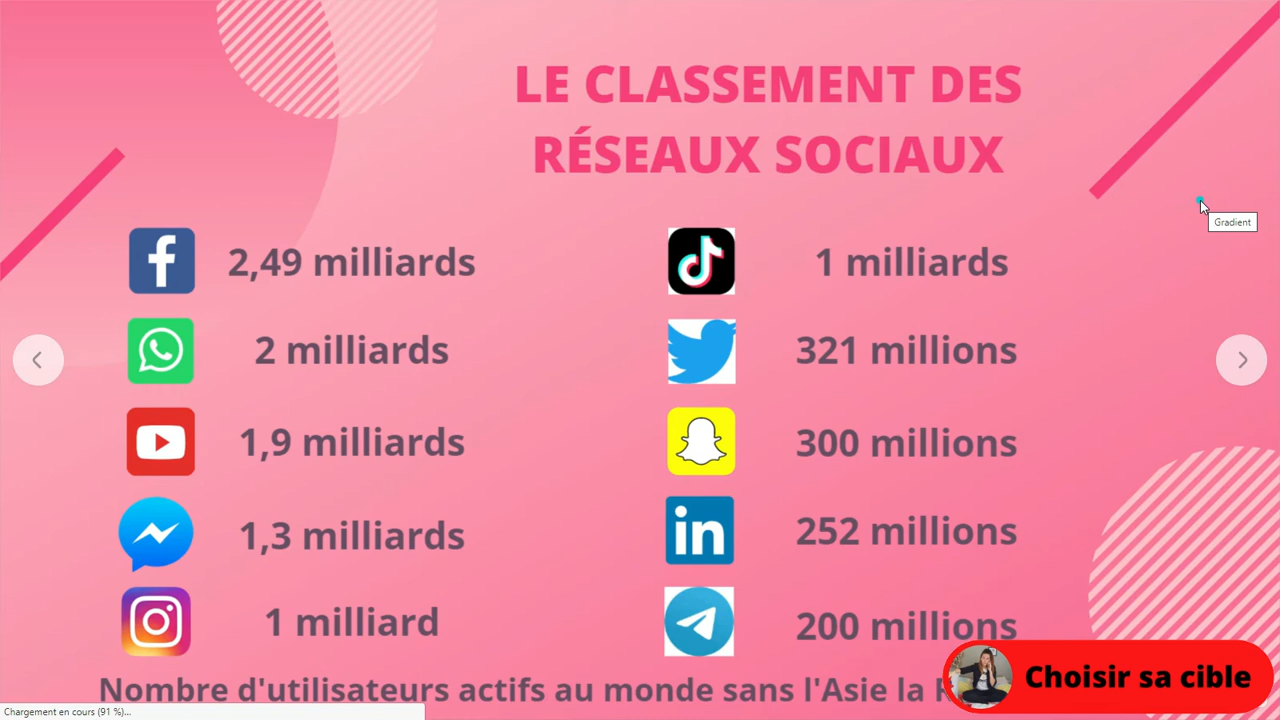 LE CLASSEMENT DES
RÉSEAUX SOCIAUX
Gradient
2,49 milliards
1 milliards
2 milliards
321 millions
1,9 milliards
300 millions
1,3 milliards
in
252 millions
1 milliard
200 millions
Nombre d'utilisateurs actifs au monde sans l'Asie la
Choisir sa cible
Chargement en cours (91 %)...